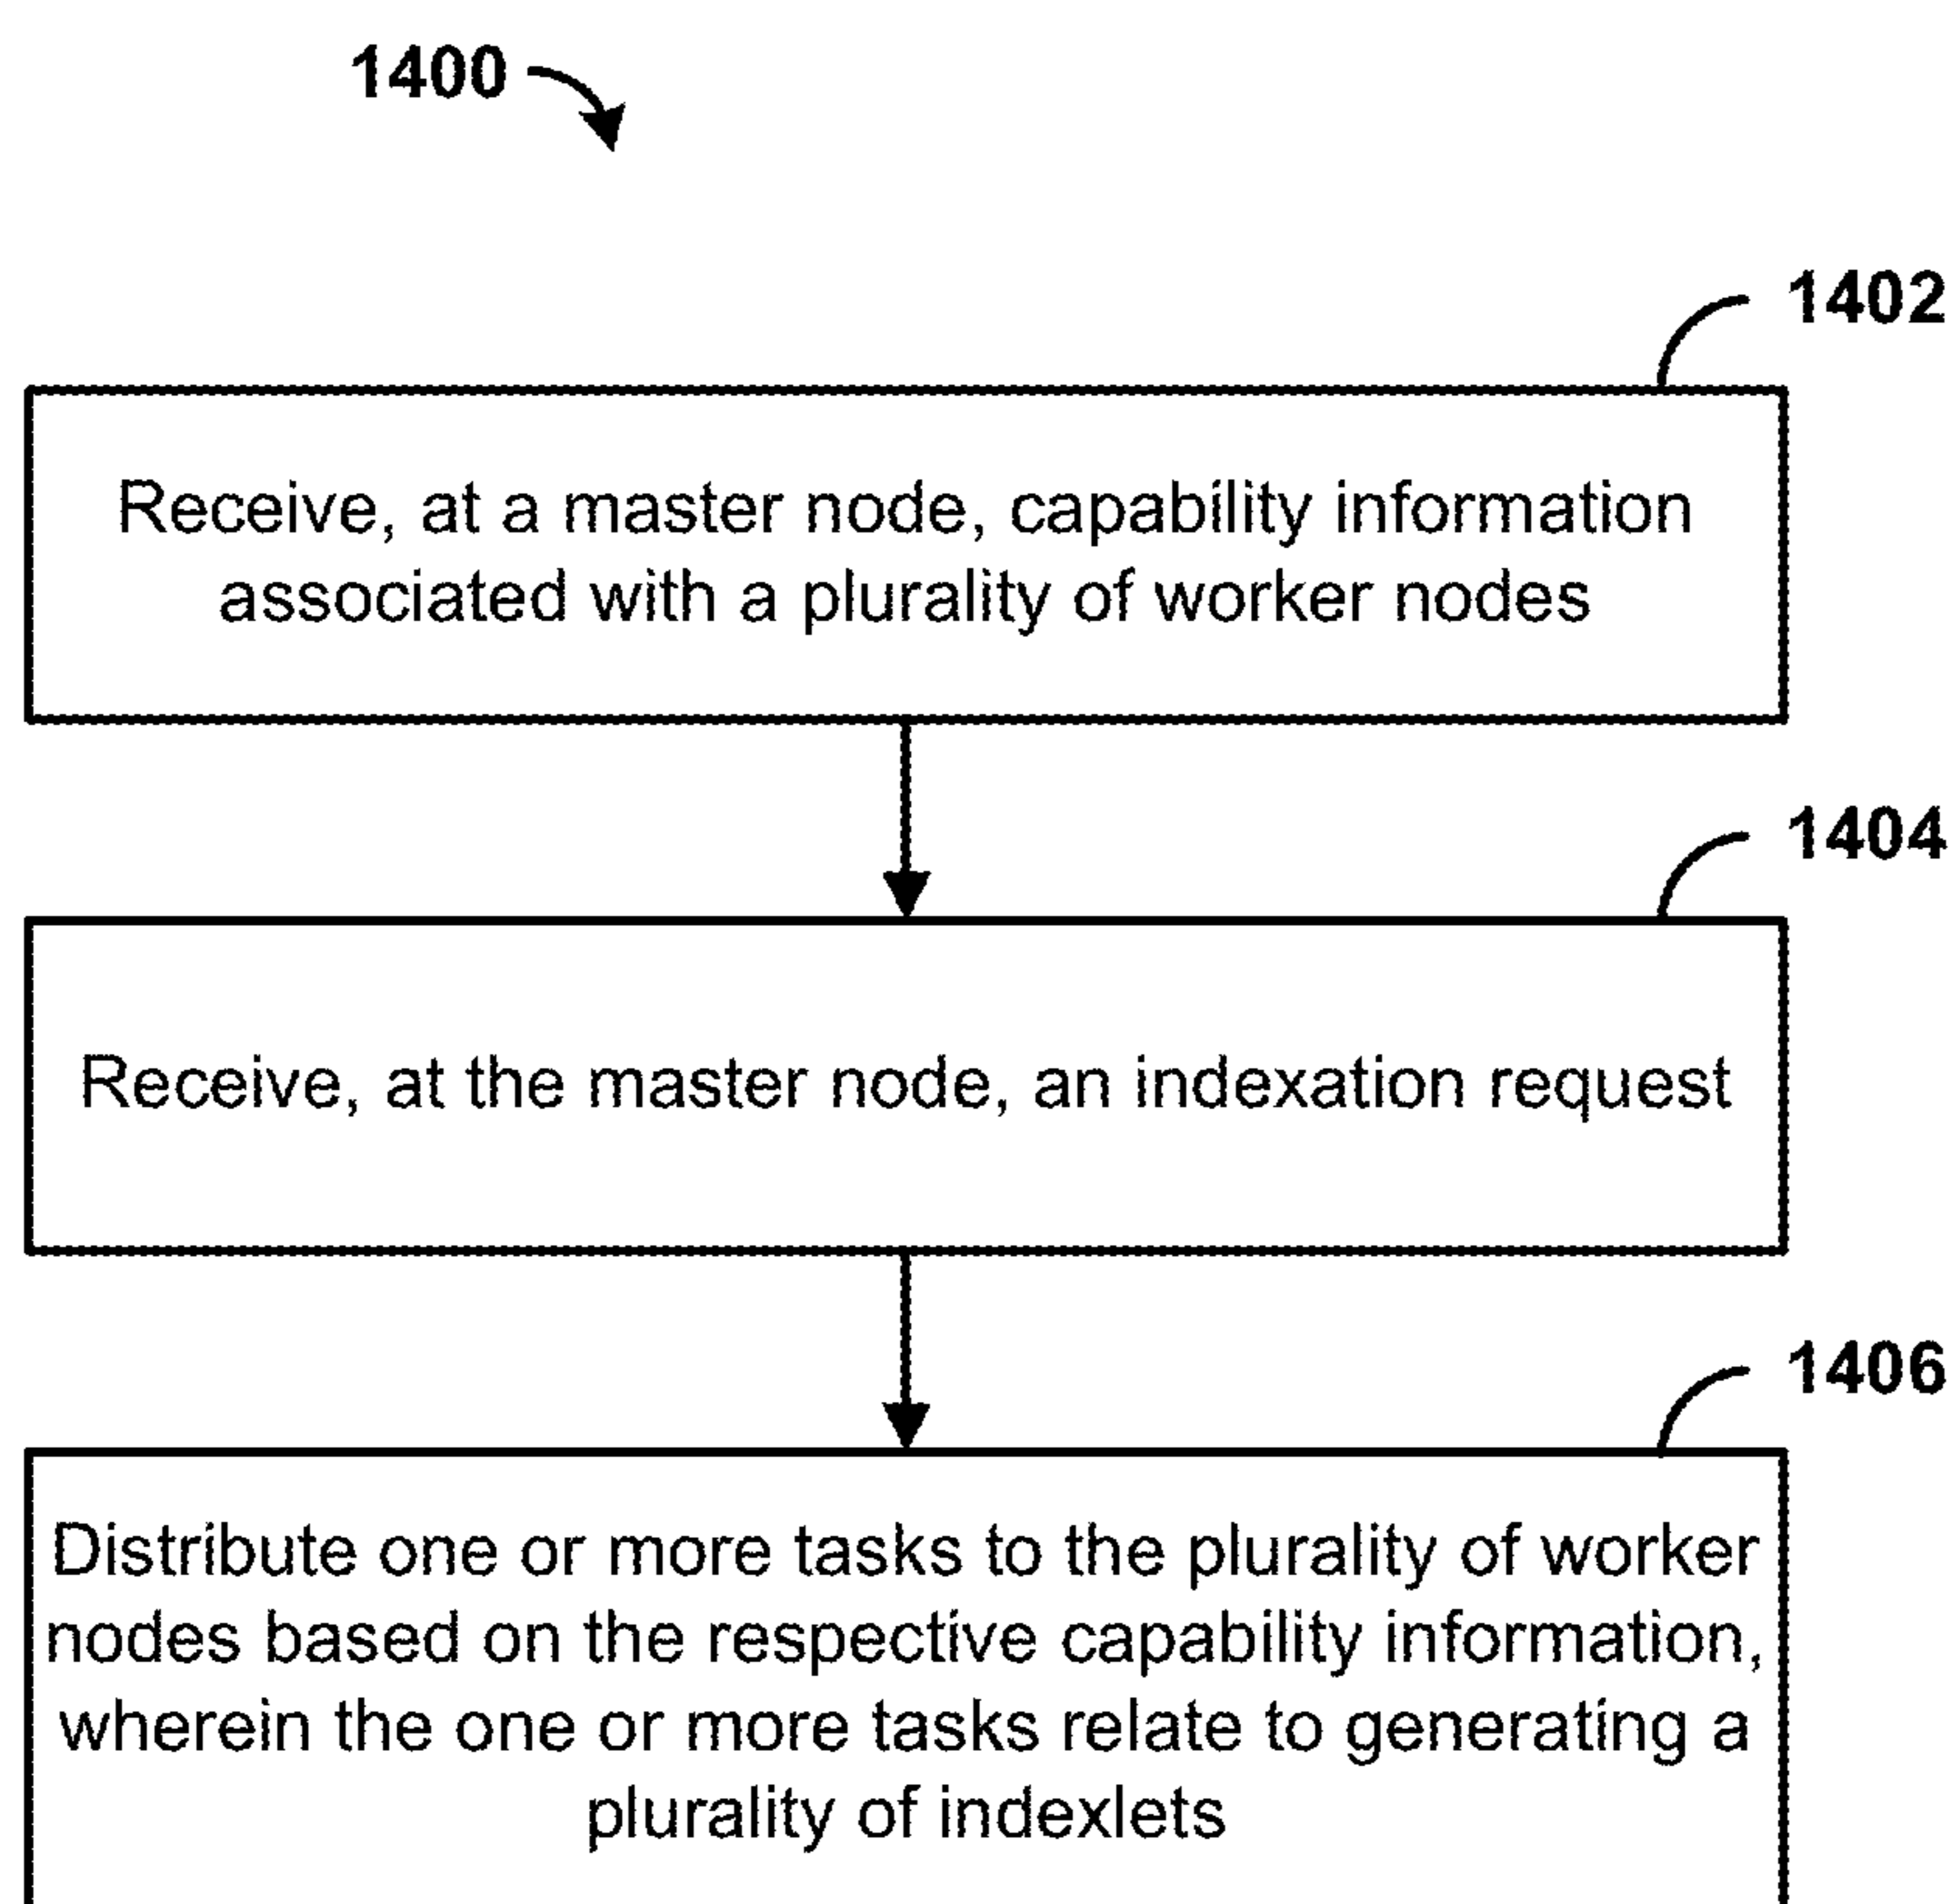 1400
1402
Receive, at a master node, capability information
associated with a plurality of worker nodes
1404
Receive, at the master node, an indexation request
1406
Distribute one or more tasks to the plurality of worker
nodes based on the respective capability information,
wherein the one or more tasks relate to generating a
plurality of indexlets